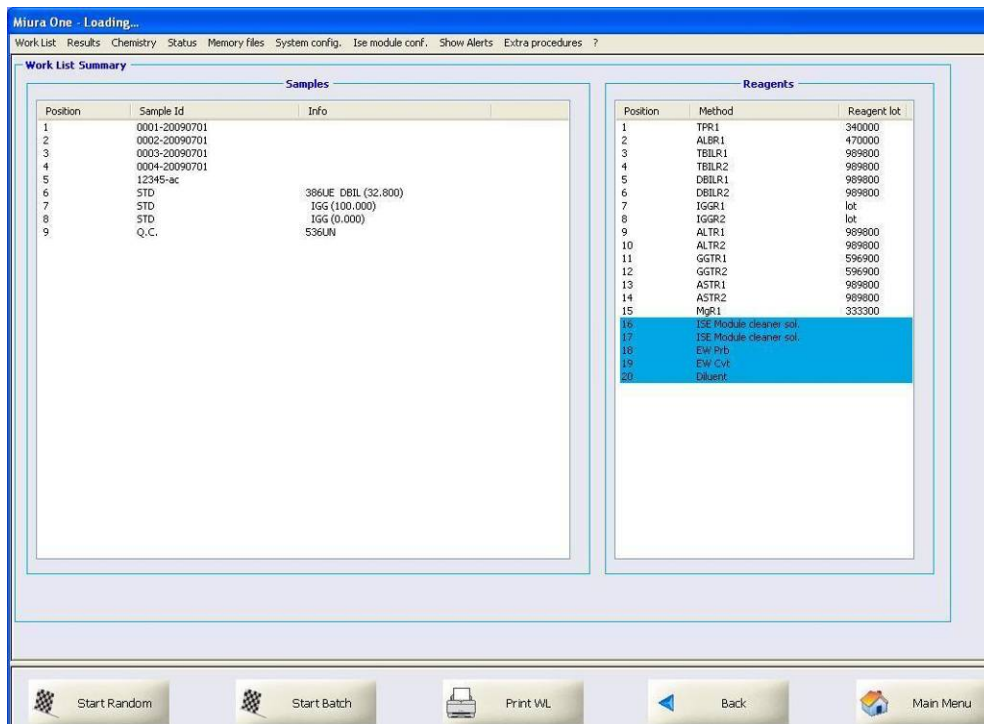 Miura One - Loading...
Work List Results Chemistry Status Memory files System config. Ise module conf. Show Alerts Extra procedures ?
Work List Summary
Samples
Position Sample Id Info
1 0001-20090701
2 0002-20090701
3 0003-20090701
4 0004-20090701
5 12345-ac
6 STD 386UE DBIL (32.800)
7 STD IGG (100.000)
8 STD IGG (0.000)
9 Q.C. 536UN
Reagents
Position Method Reagent lot
1 TPR1 340000
2 ALBR1 470000
3 TBILR1 989800
4 TBILR2 989800
5 DBILR1 989800
6 DBILR2 989800
7 IGGR1 lot
8 IGGR2 lot
9 ALTR1 989800
10 ALTR2 989800
11 GGTR1 596900
12 GGTR2 596900
13 ASTR1 989800
14 ASTR2 989800
15 MgR1 333300
16 ISE Module cleaner sol.
17 ISE Module cleaner sol.
18 EW Prb
19 EW Cvt
20 Diluent
Start Random Start Batch Print WL Back Main Menu